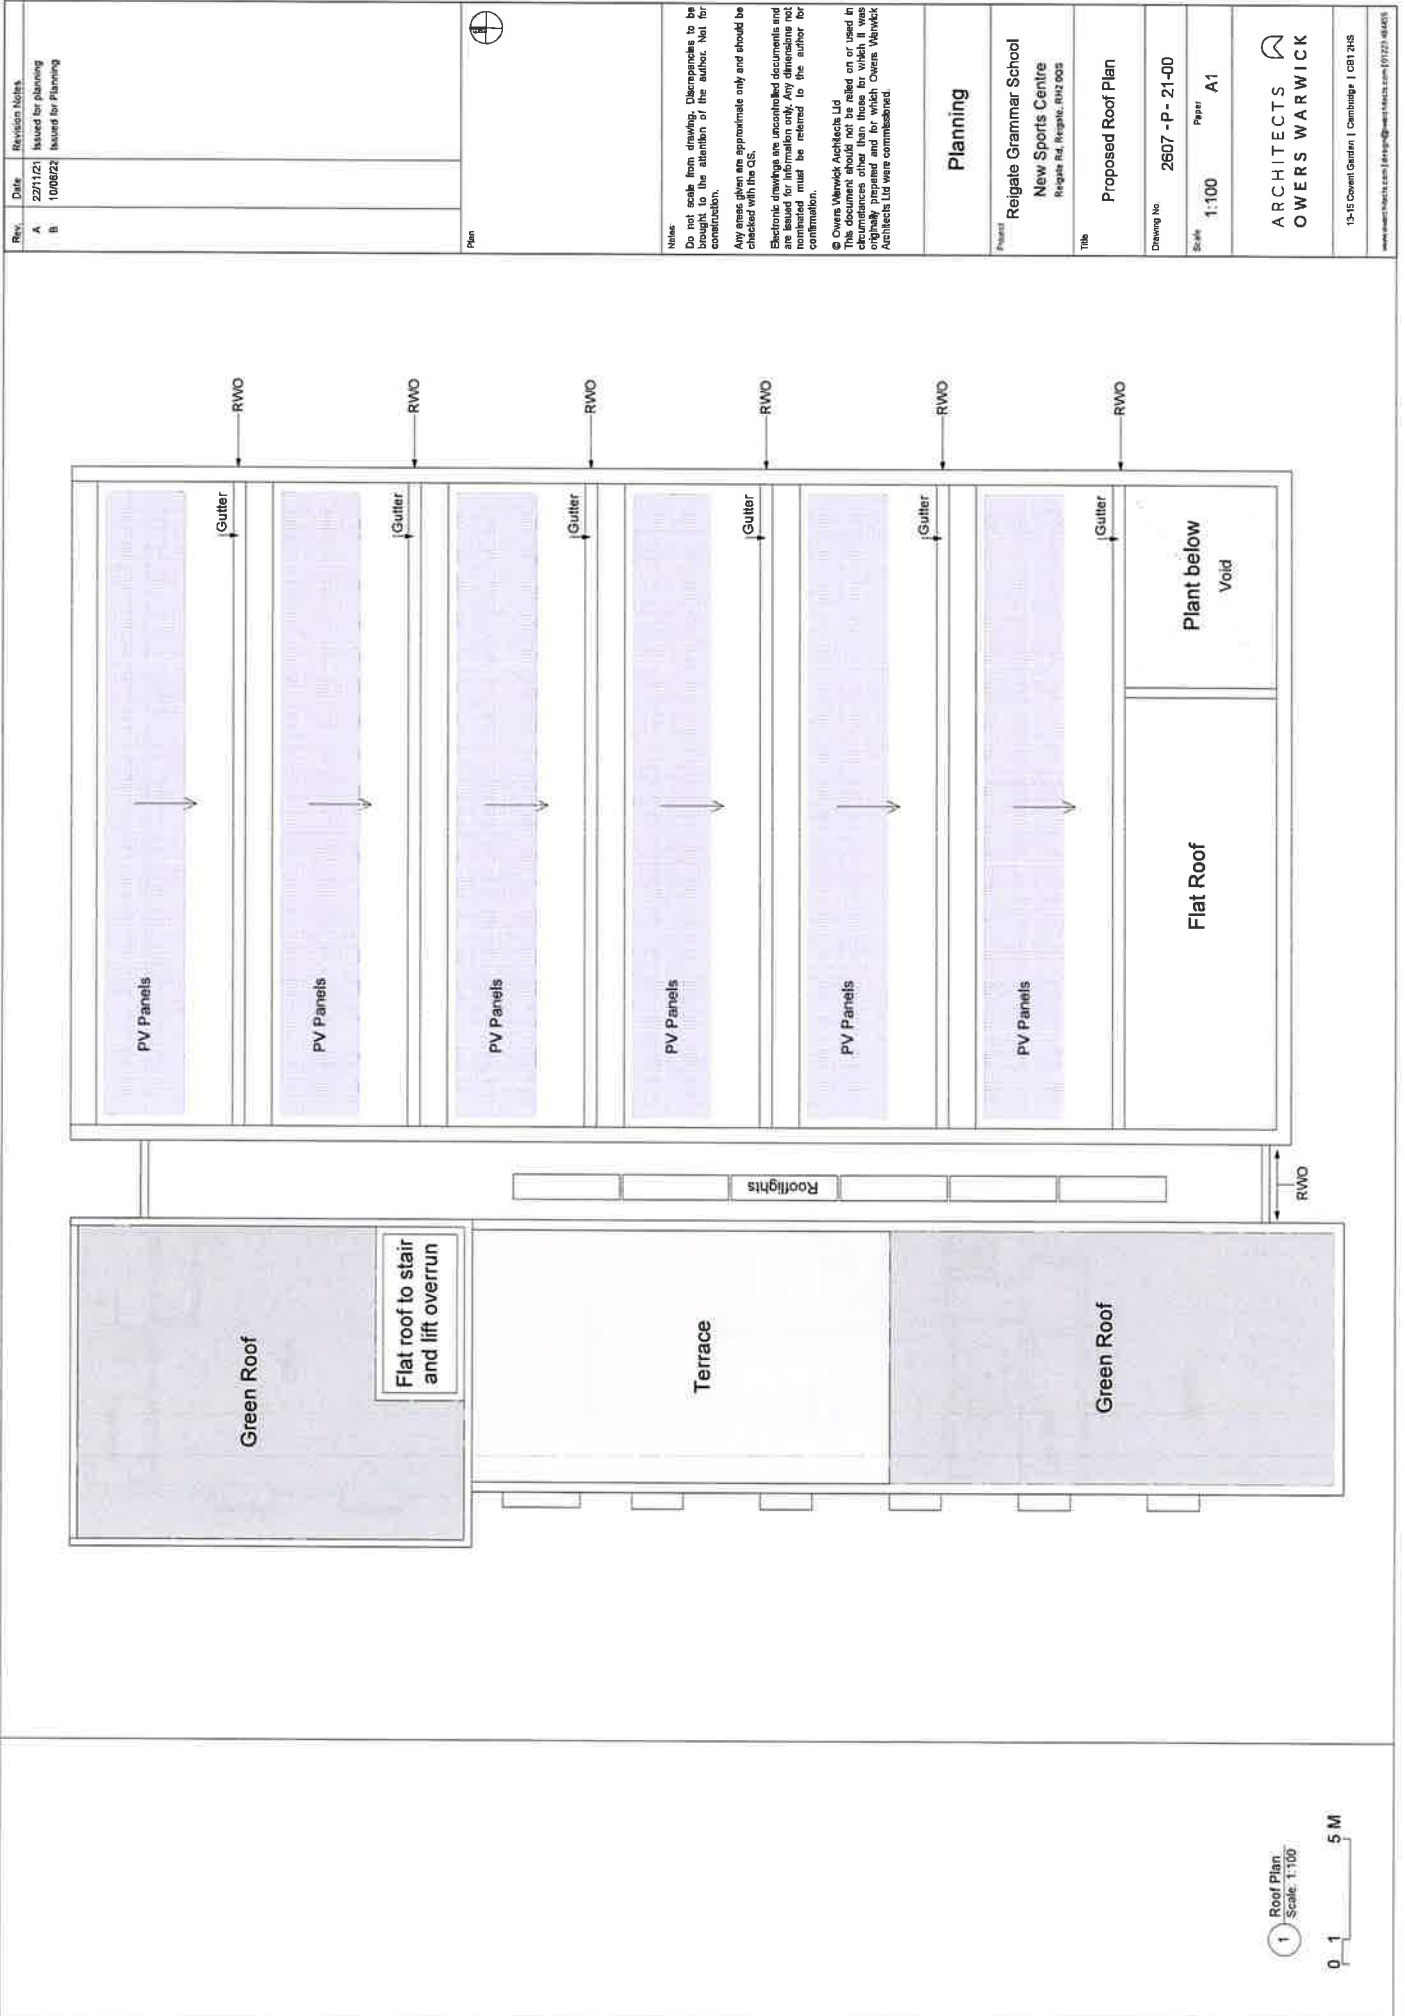 Green Roof
Flat roof to stair
and lift overrun
Terrace
Green Roof
Rooflights
RWO
PV Panels
PV Panels
PV Panels
PV Panels
PV Panels
PV Panels
Gutter
Gutter
Gutter
Gutter
Gutter
Gutter
Flat Roof
Plant below
Void
RWO
RWO
RWO
RWO
RWO
RWO
1
Roof Plan
Scale: 1:100
0 1 5 M
Rev. Date Revision Notes
A 22/11/21 Issued for planning
B 10/06/22 Issued for Planning
Plan
Notes:
Do not scale from drawing. Discrepancies to be
brought to the attention of the author. Not for
construction.
Any areas given are approximate only and should be
checked with the QS.
Electronic drawings are uncontrolled documents and
are issued for information only. Any dimensions not
nominated must be referred to the author for
confirmation.
© Owers Warwick Architects Ltd
This document should not be relied on or used in
circumstances other than those for which it was
originally prepared and for which Owers Warwick
Architects Ltd were commissioned.
Planning
Project
Reigate Grammar School
New Sports Centre
Reigate Rd, Reigate, RH2 0QS
Title
Proposed Roof Plan
Drawing No.
2607 - P - 21-00
Scale 1:100 Paper A1
ARCHITECTS
OWERS WARWICK
13-15 Covent Garden | Cambridge | CB1 2HS